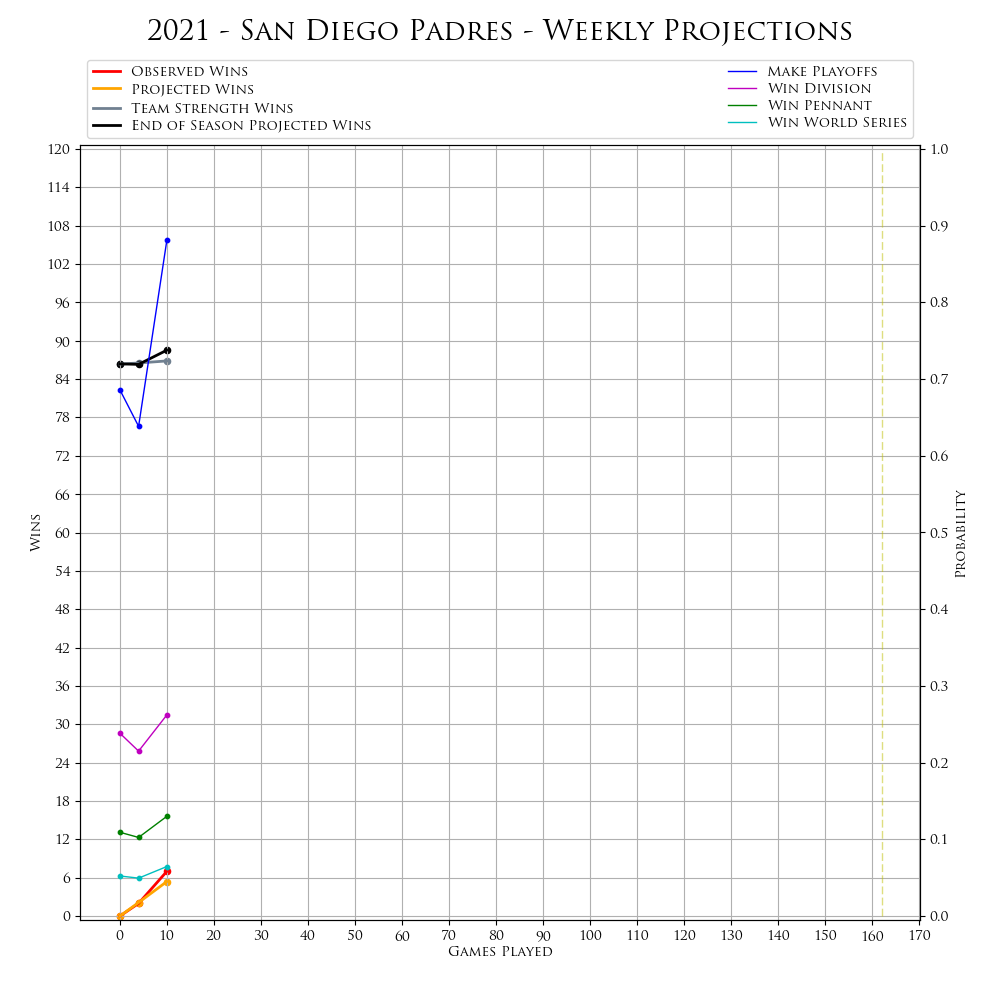 2021 - San Diego Padres - Weekly Projections
Observed Wins
Projected Wins
Team Strength Wins
End of Season Projected Wins
Make Playoffs
Win Division
Win Pennant
Win World Series
120
114
108
102
96
90
84
78
72
66
60
54
48
42
36
30
24
18
12
6
0
Wins
1.0
0.9
0.8
0.7
0.6
0.5
0.4
0.3
0.2
0.1
0.0
Probability
0 10 20 30 40 50 60 70 80 90 100 110 120 130 140 150 160 170
Games Played